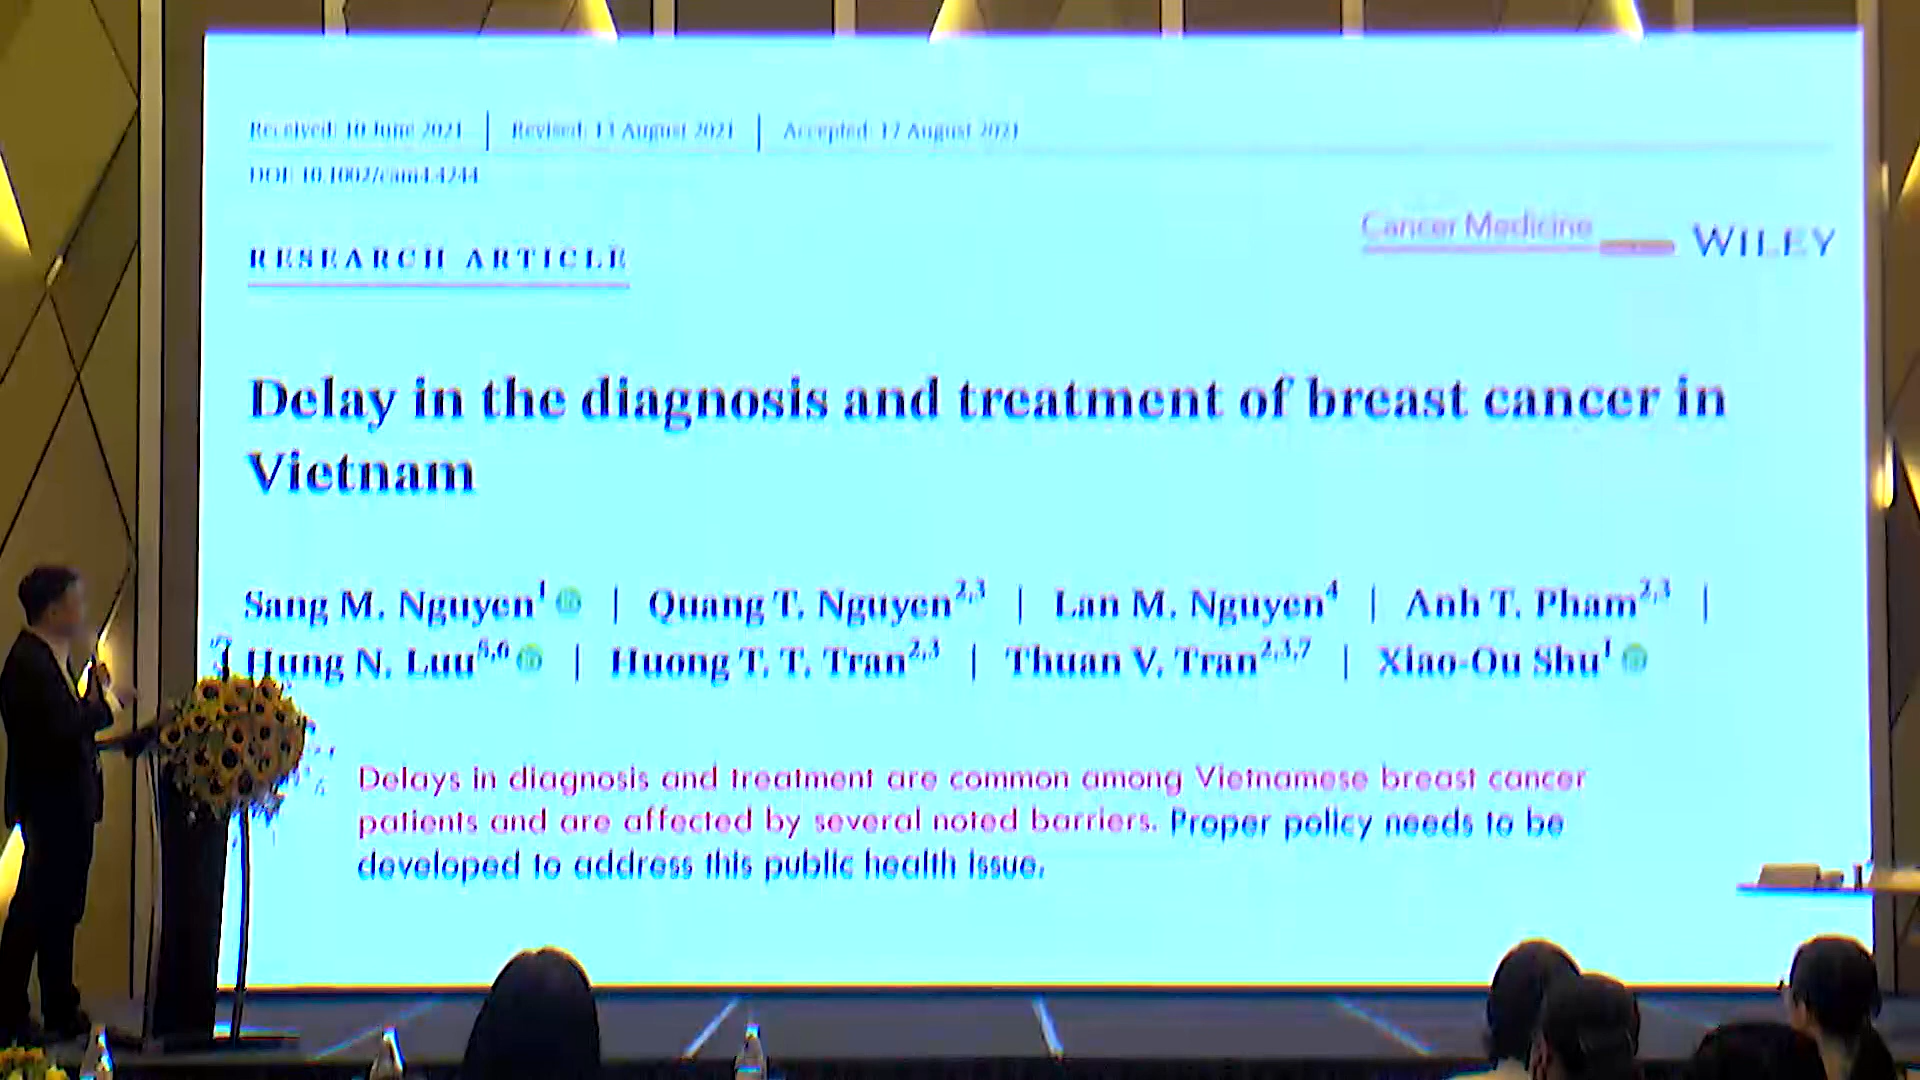 Received: 10 June 2021 | Revised: 13 August 2021 | Accepted: 17 August 2021
DOI: 10.1002/cam4.4244
Cancer Medicine WILEY
RESEARCH ARTICLE
Delay in the diagnosis and treatment of breast cancer in
Vietnam
Sang M. Nguyen1 | Quang T. Nguyen2,3 | Lan M. Nguyen4 | Anh T. Pham2,3 |
Hung N. Luu5,6 | Huong T. T. Tran2,3 | Thuan V. Tran2,3,7 | Xiao-Ou Shu1
Delays in diagnosis and treatment are common among Vietnamese breast cancer
patients and are affected by several noted barriers. Proper policy needs to be
developed to address this public health issue.